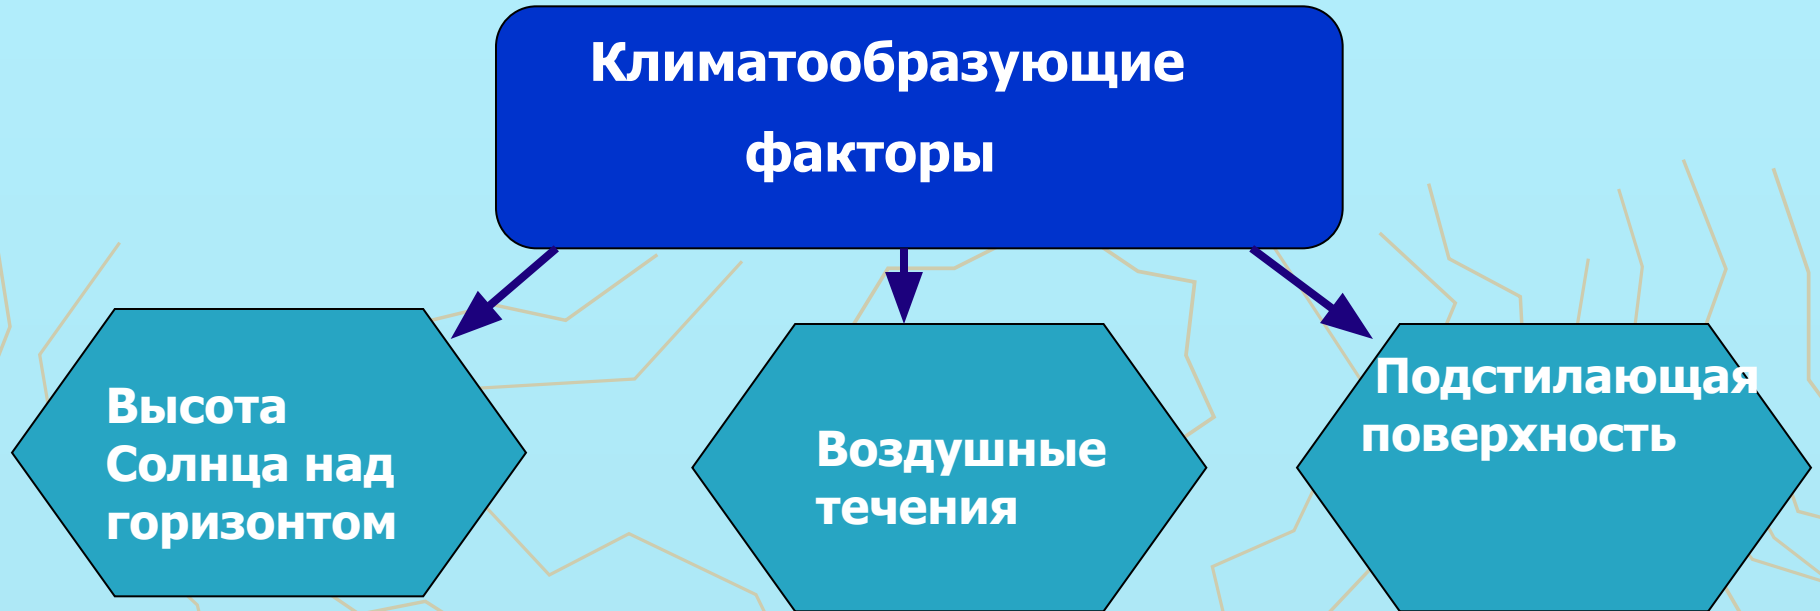 Климатообразующие
факторы
Высота
Солнца над
горизонтом
Воздушные
течения
Подстилающая
поверхность